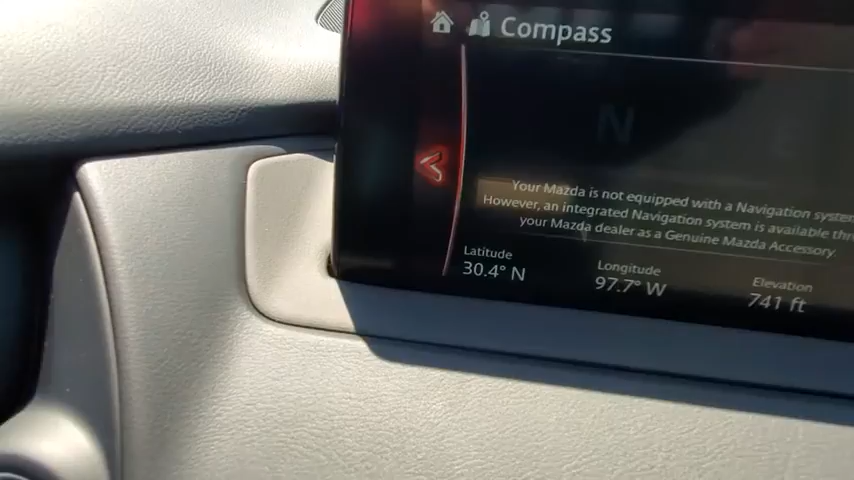 Compass
N
Your Mazda is not equipped with a Navigation system
However, an integrated Navigation system is available
your Mazda dealer as a Genuine Mazda Accessory.
Latitude
30.4° N
Longitude
97.7° W
Elevation
741 ft